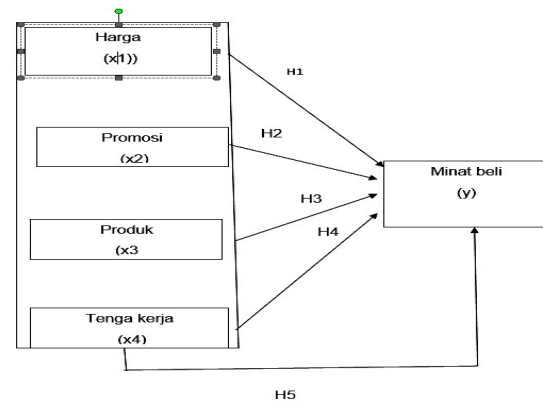 Harga
(x1))
H1
Promosi
(x2)
H2
Minat beli
(y)
Produk
(x3
H3
H4
Tenga kerja
(x4)
H5